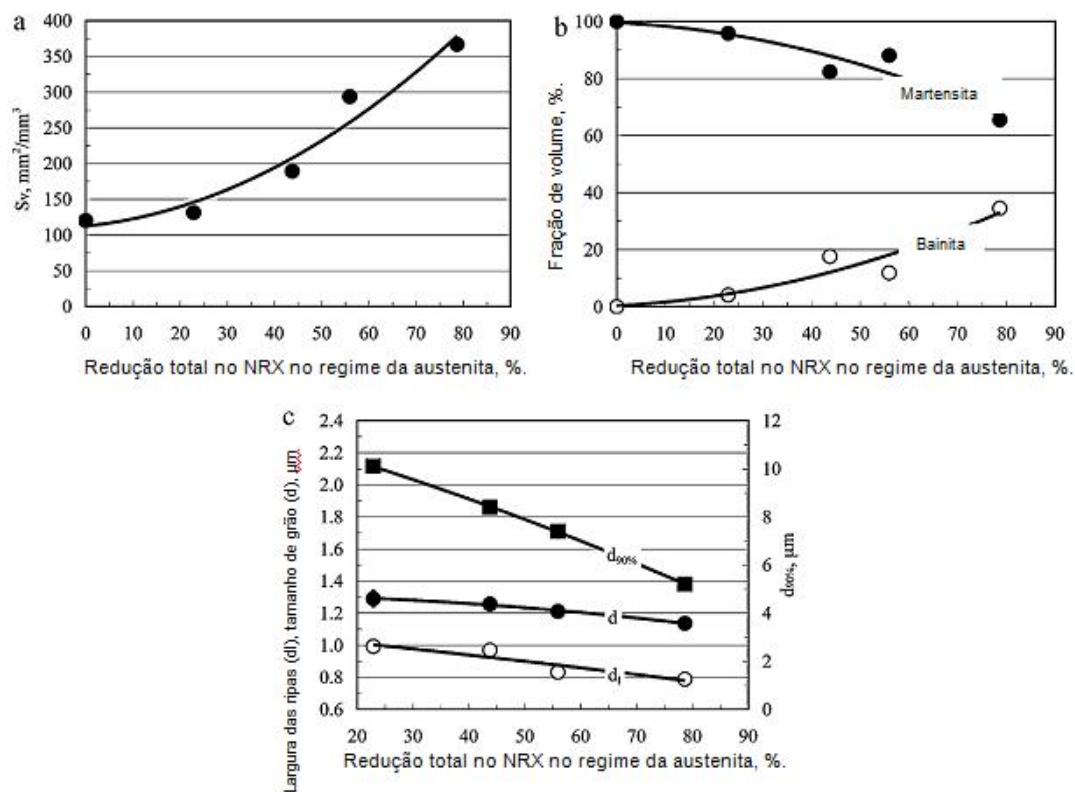 a
400
350
300
250
200
150
100
50
0
Sv, mm²/mm³
0 10 20 30 40 50 60 70 80 90
Redução total no NRX no regime da austenita, %.
b
100
80
60
40
20
0
Fração de volume, %.
Martensita
Bainita
0 10 20 30 40 50 60 70 80 90
Redução total no NRX no regime da austenita, %.
c
2.4
2.2
2.0
1.8
1.6
1.4
1.2
1.0
0.8
0.6
Largura das ripas (dl), tamanho de grão (d), µm
d90%
d
dl
12
10
8
6
4
2
0
d90%, µm
20 30 40 50 60 70 80 90
Redução total no NRX no regime da austenita, %.